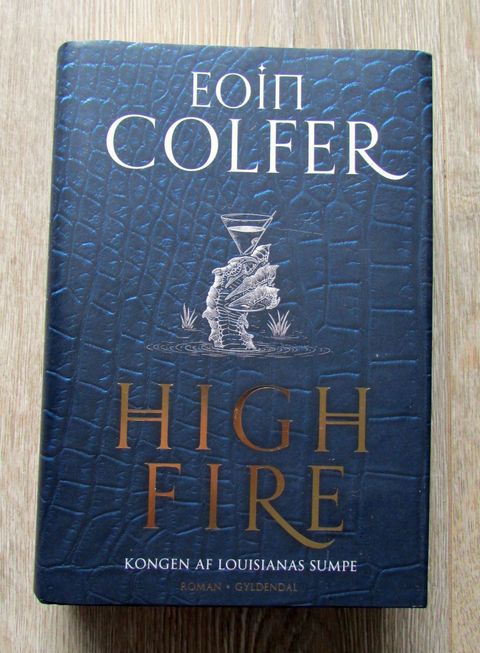 EOIN
COLFER
HIGH
FIRE
KONGEN AF LOUISIANAS SUMPE
ROMAN • GYLDENDAL